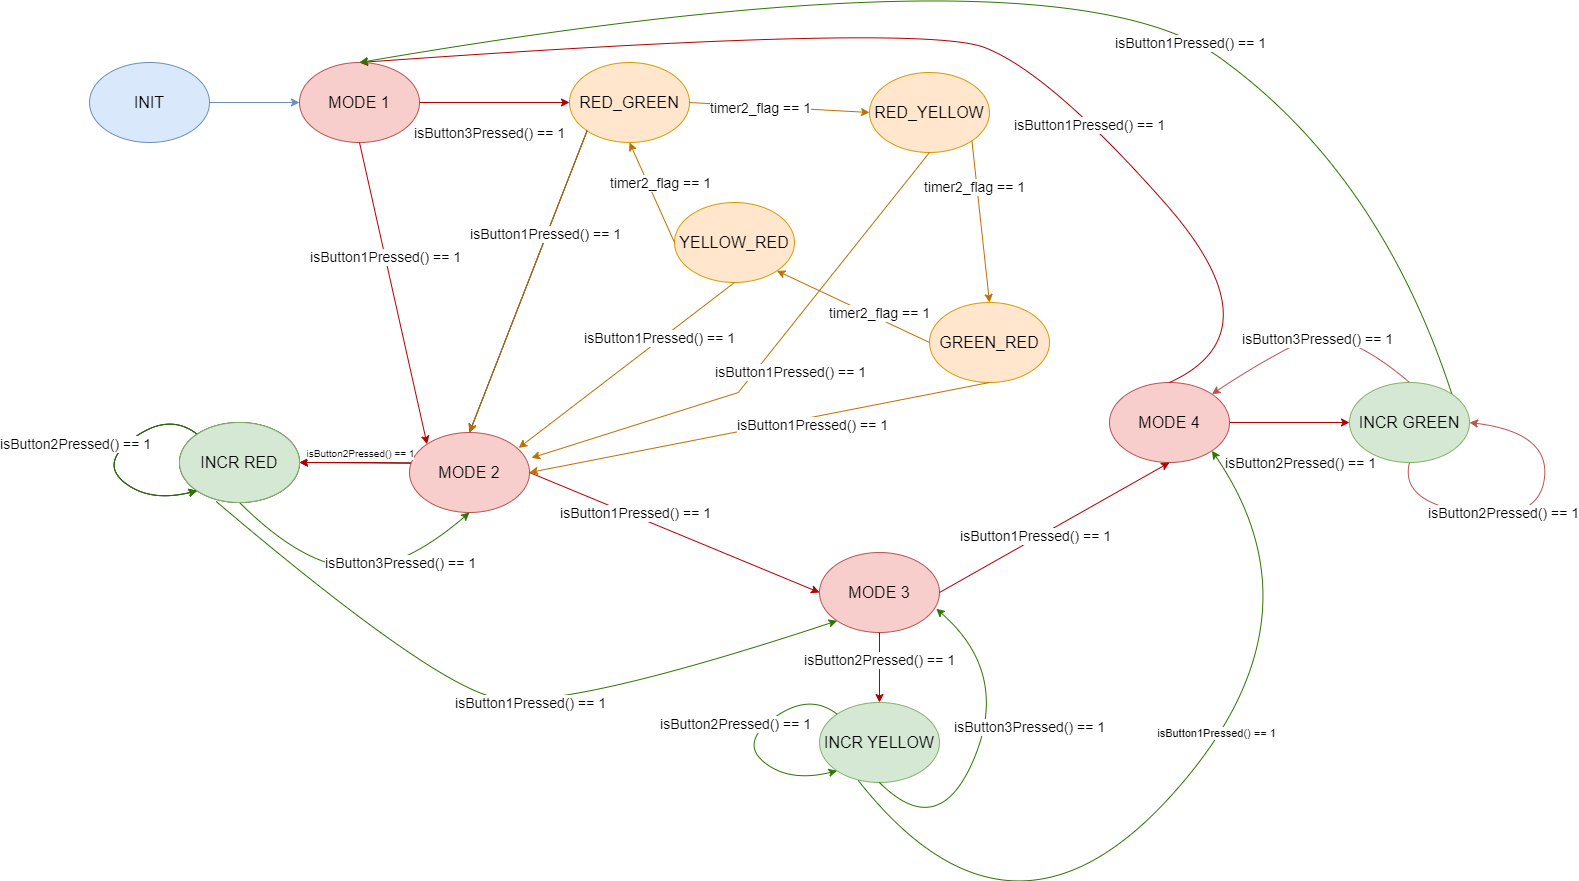 isButton1Pressed() == 1
INIT
MODE 1
RED_GREEN
timer2_flag == 1
RED_YELLOW
isButton1Pressed() == 1
isButton3Pressed() == 1
timer2_flag == 1
timer2_flag == 1
isButton1Pressed() == 1
YELLOW_RED
isButton1Pressed() == 1
timer2_flag == 1
isButton1Pressed() == 1
GREEN_RED
isButton3Pressed() == 1
isButton1Pressed() == 1
isButton1Pressed() == 1
MODE 4
INCR GREEN
isButton2Pressed() == 1
isButton2Pressed() == 1
INCR RED
MODE 2
isButton2Pressed() == 1
isButton1Pressed() == 1
isButton2Pressed() == 1
isButton1Pressed() == 1
isButton3Pressed() == 1
MODE 3
isButton2Pressed() == 1
isButton1Pressed() == 1
isButton2Pressed() == 1
isButton3Pressed() == 1
isButton1Pressed() == 1
INCR YELLOW